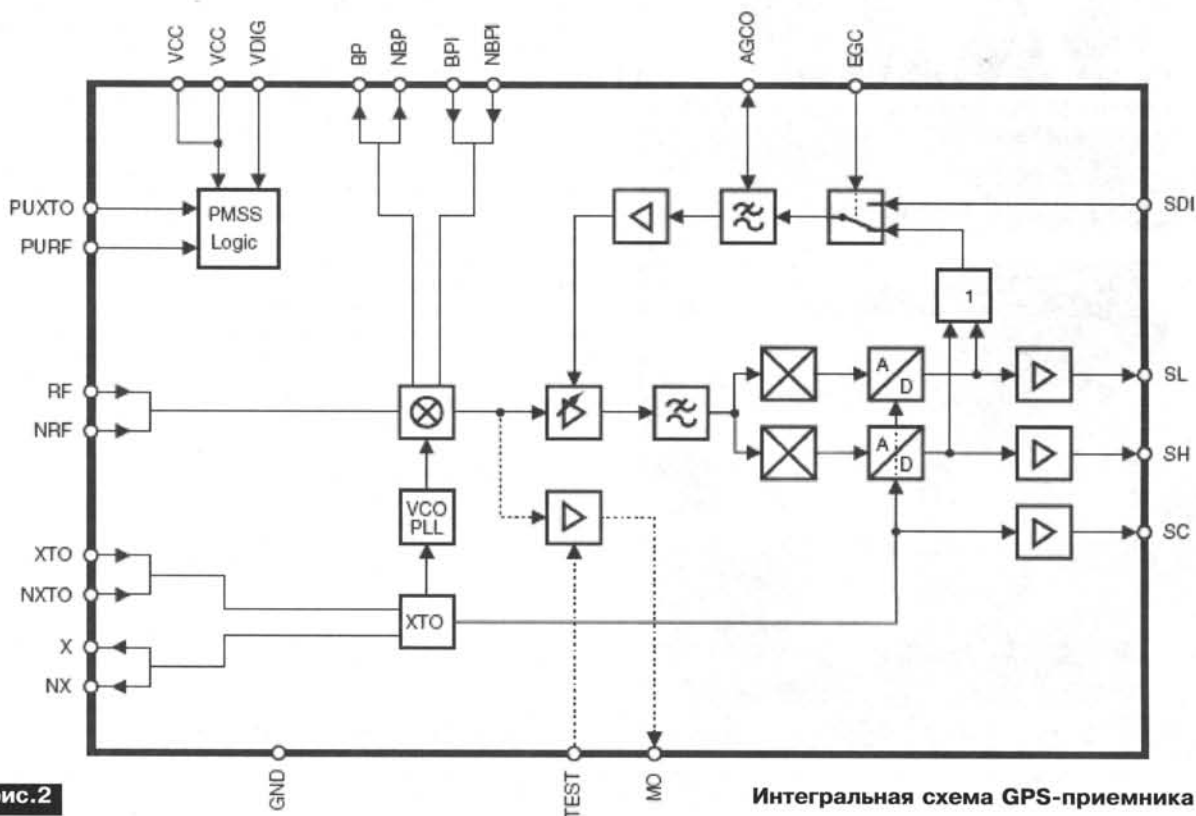 VCC
VCC
VDIG
BP
NBP
BPI
NBPI
AGCO
EGC
PUXTO
PURF
PMSS
Logic
SDI
1
RF
NRF
A
D
SL
A
D
SH
VCO
PLL
SC
XTO
NXTO
XTO
X
NX
GND
TEST
MO
рис.2
Интегральная схема GPS-приемника